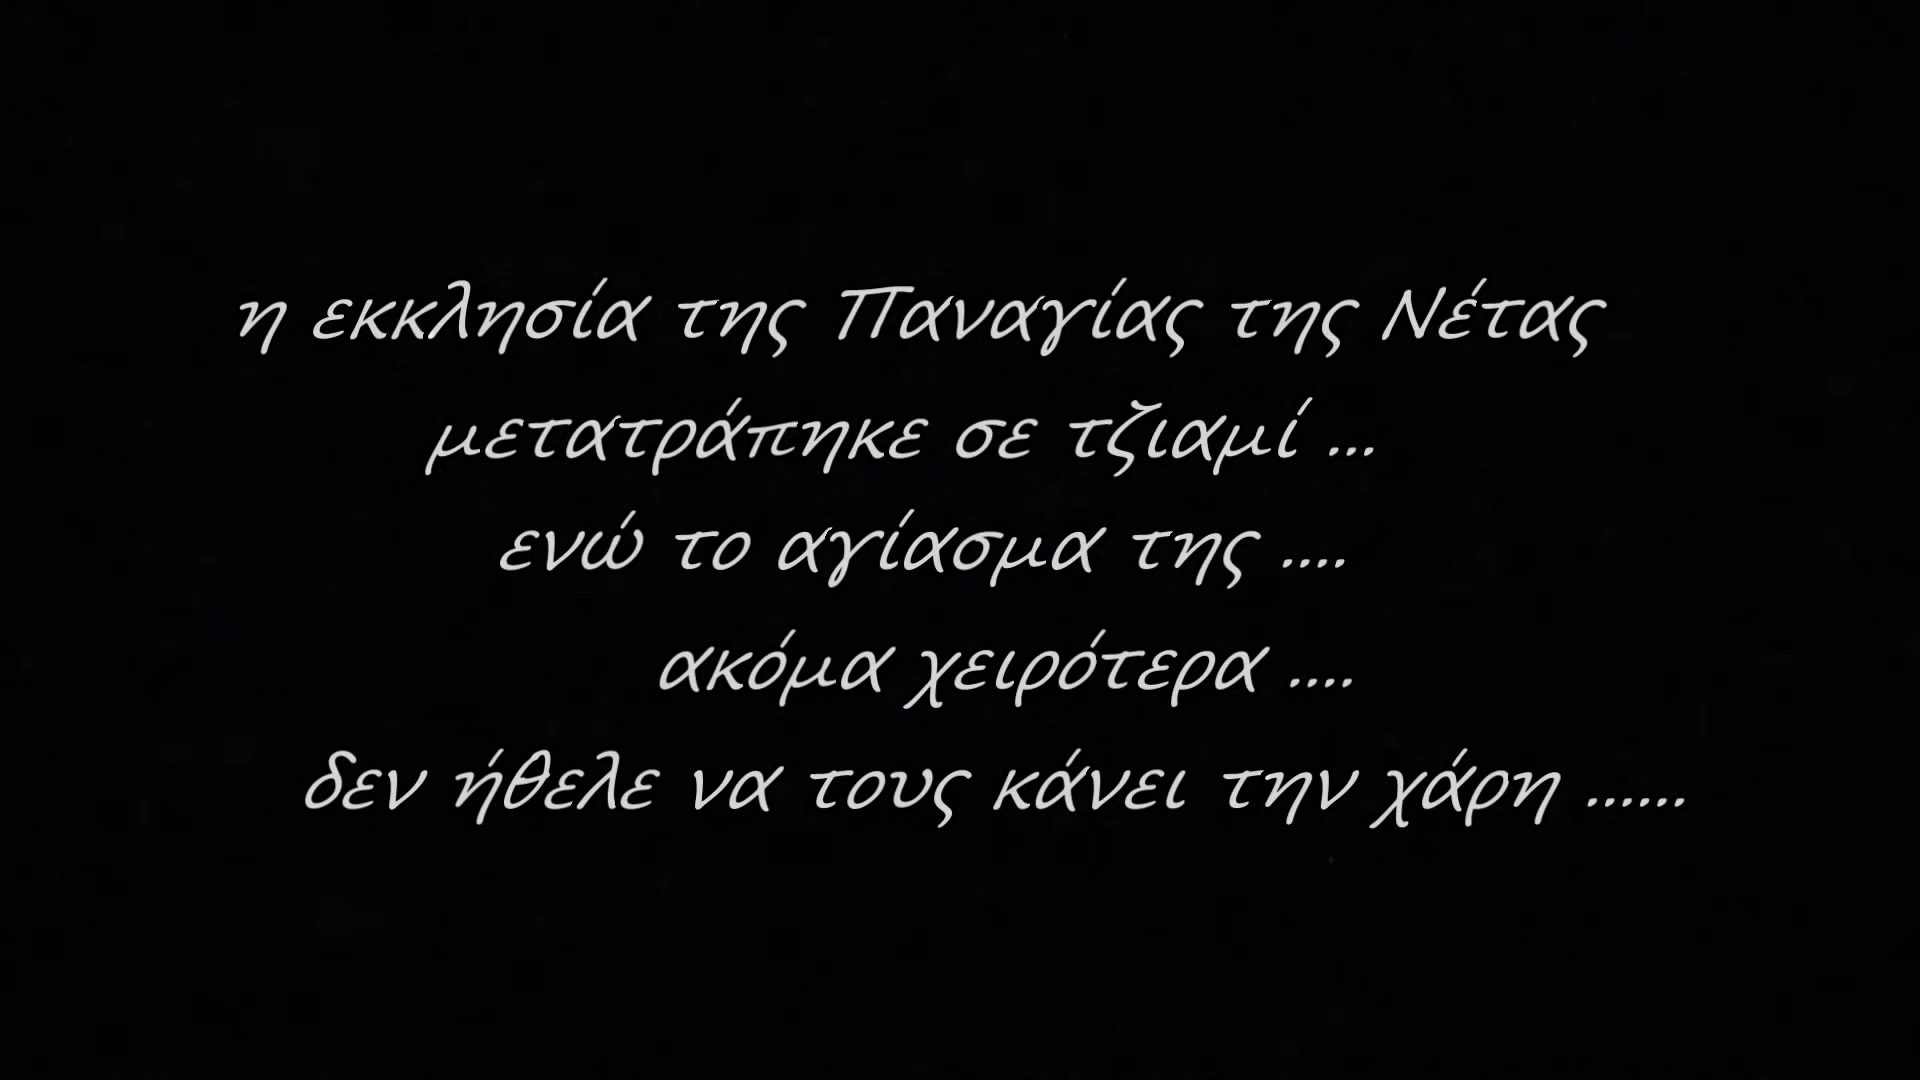 η εκκλησία της Παναγίας της Νέτας
μετατράπηκε σε τζιαμί ...
ενώ το αγίασμα της ....
ακόμα χειρότερα ....
δεν ήθελε να τους κάνει την χάρη ......